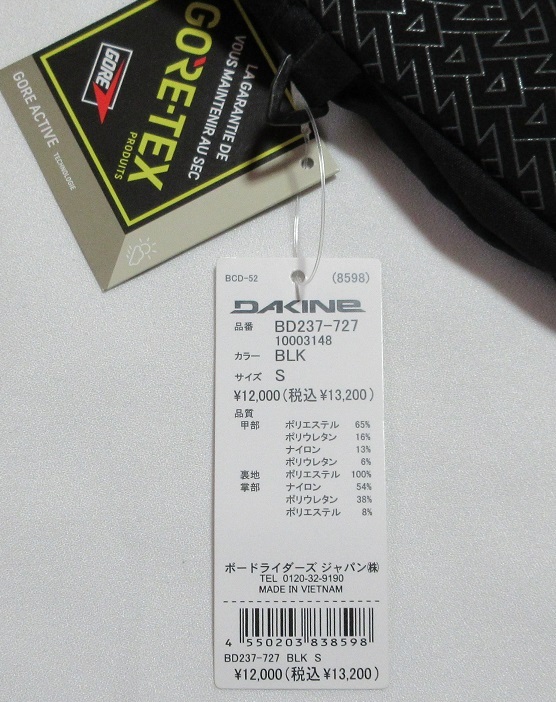 GORE
GORE-TEX
PRODUITS
LA GARANTIE DE
VOUS MAINTENIR AU SEC
GORE ACTIVE
TECHNOLOGIE
BCD-52 (8598)
DAKINE
品番 BD237-727
10003148
カラー BLK
サイズ S
¥12,000(税込¥13,200)
品質
甲部 ポリエステル 65%
ポリウレタン 16%
ナイロン 13%
ポリウレタン 6%
裏地 ポリエステル 100%
掌部 ナイロン 54%
ポリウレタン 38%
ポリエステル 8%
ボードライダーズ ジャパン㈱
TEL 0120-32-9190
MADE IN VIETNAM
4 550203 838598
BD237-727 BLK S
¥12,000(税込¥13,200)